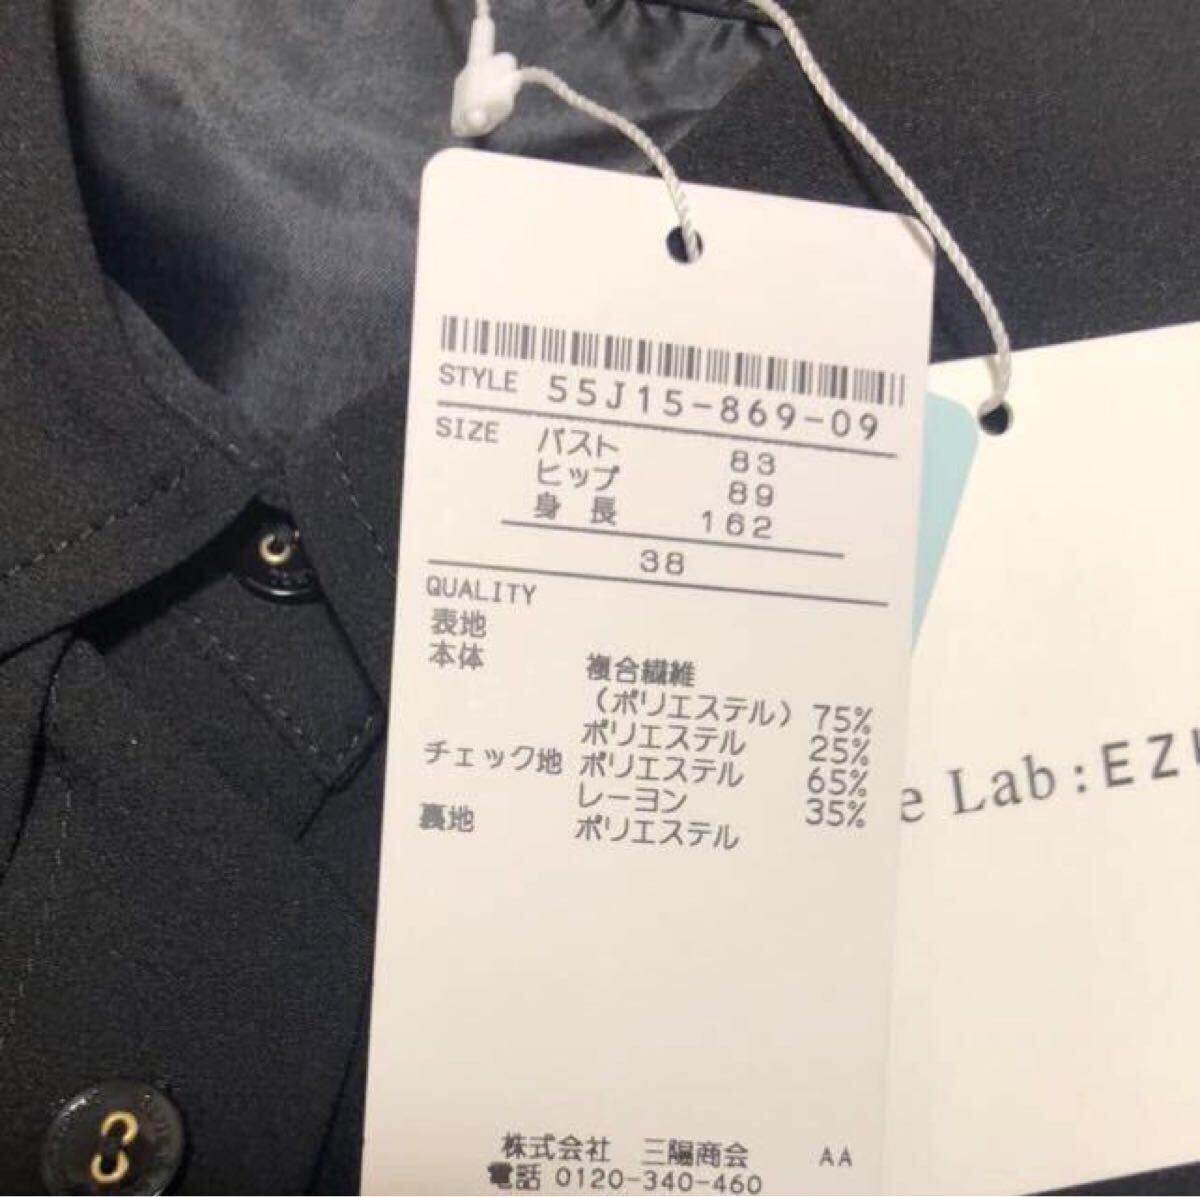 STYLE 55J15-869-09
SIZE バスト 83
ヒップ 89
身長 162
38
QUALITY
表地
本体 複合繊維
(ポリエステル) 75%
ポリエステル 25%
チェック地 ポリエステル 65%
レーヨン 35%
裏地 ポリエステル
株式会社 三陽商会 AA
電話 0120-340-460
e Lab:EZU